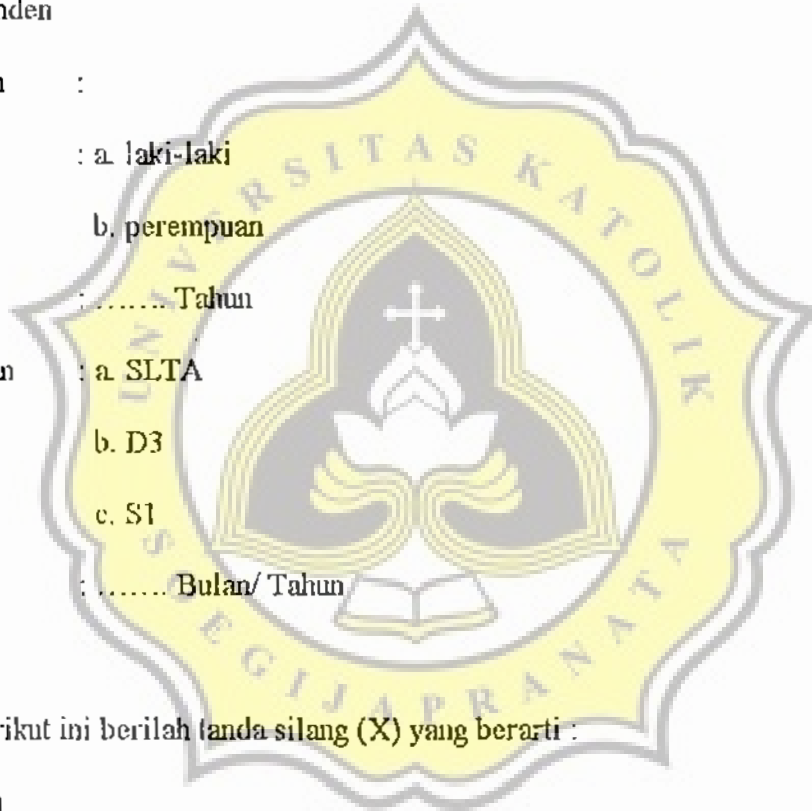 nden
n :
: a. laki-laki
b. perempuan
: ....... Tahun
n : a. SLTA
b. D3
c. S1
: ....... Bulan/ Tahun
rikut ini berilah tanda silang (X) yang berarti :
UNIVERSITAS KATOLIK
SOEGIJAPRANATA